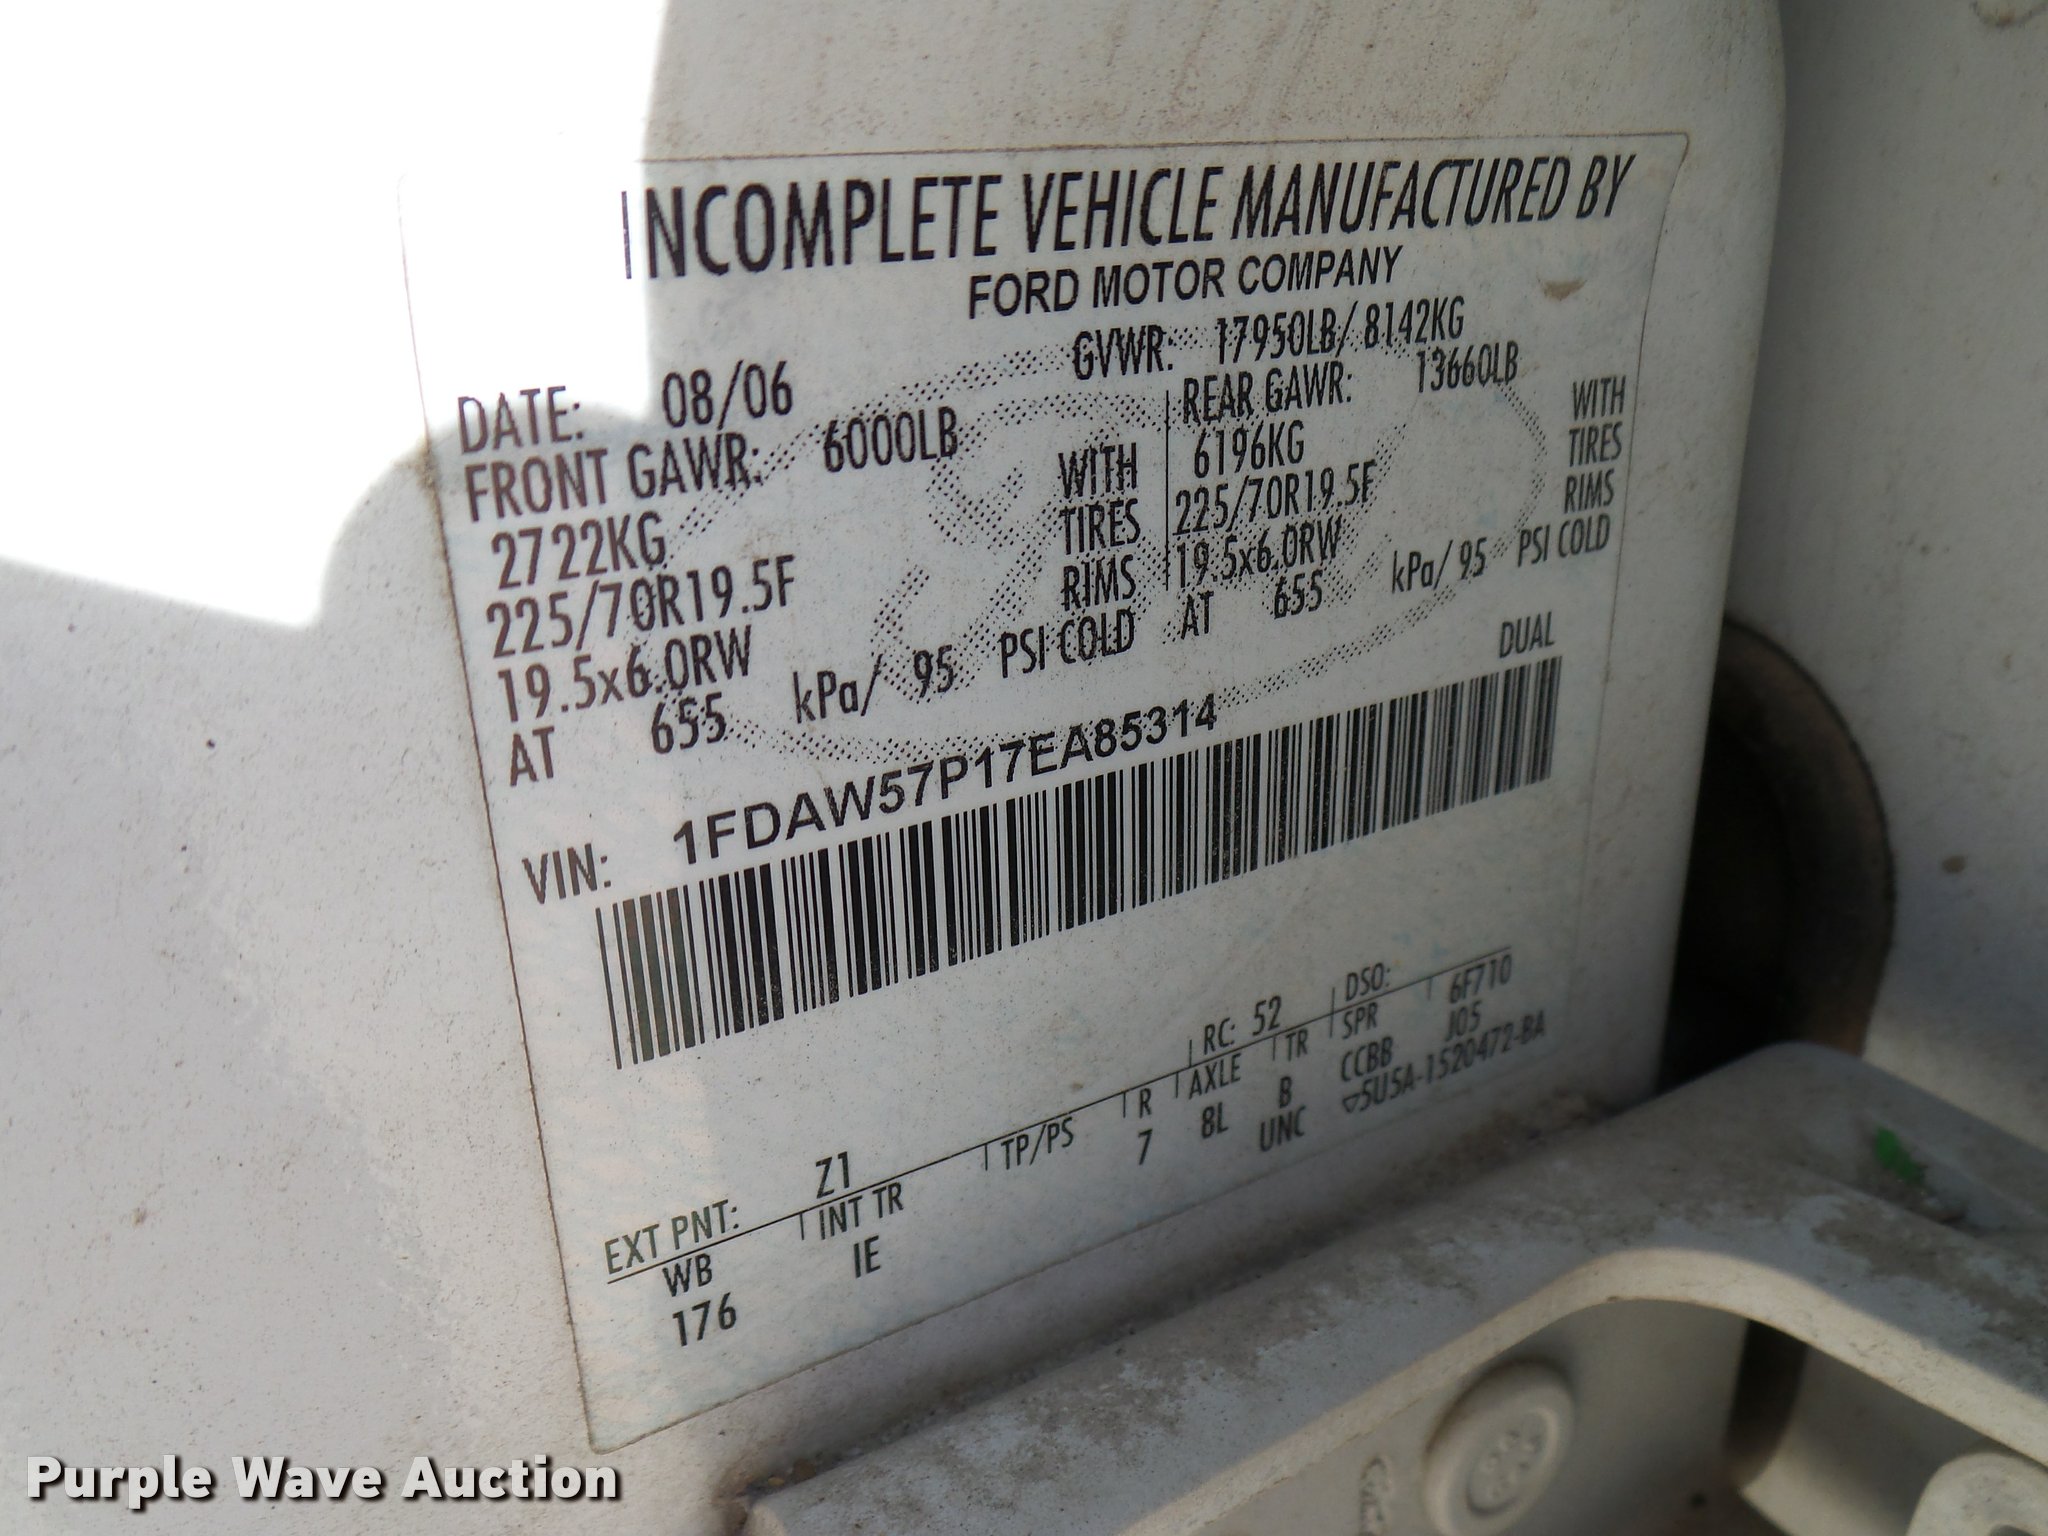 INCOMPLETE VEHICLE MANUFACTURED BY
FORD MOTOR COMPANY
DATE: 08/06 GVWR: 17950LB/ 8142KG
FRONT GAWR: 6000LB REAR GAWR: 13660LB
2722KG WITH 6196KG WITH
225/70R19.5F TIRES 225/70R19.5F TIRES
19.5x6.0RW RIMS 19.5x6.0RW RIMS
AT 655 kPa/ 95 PSI COLD AT 655 kPa/ 95 PSI COLD
DUAL
VIN: 1FDAW57P17EA85314
EXT PNT: Z1 RC: 52 DSO:
WB INT TR TP/PS R AXLE TR SPR 6F710
176 IE 7 8L B CCBB J05
UNC ▽5U5A-1520472-BA
Purple Wave Auction